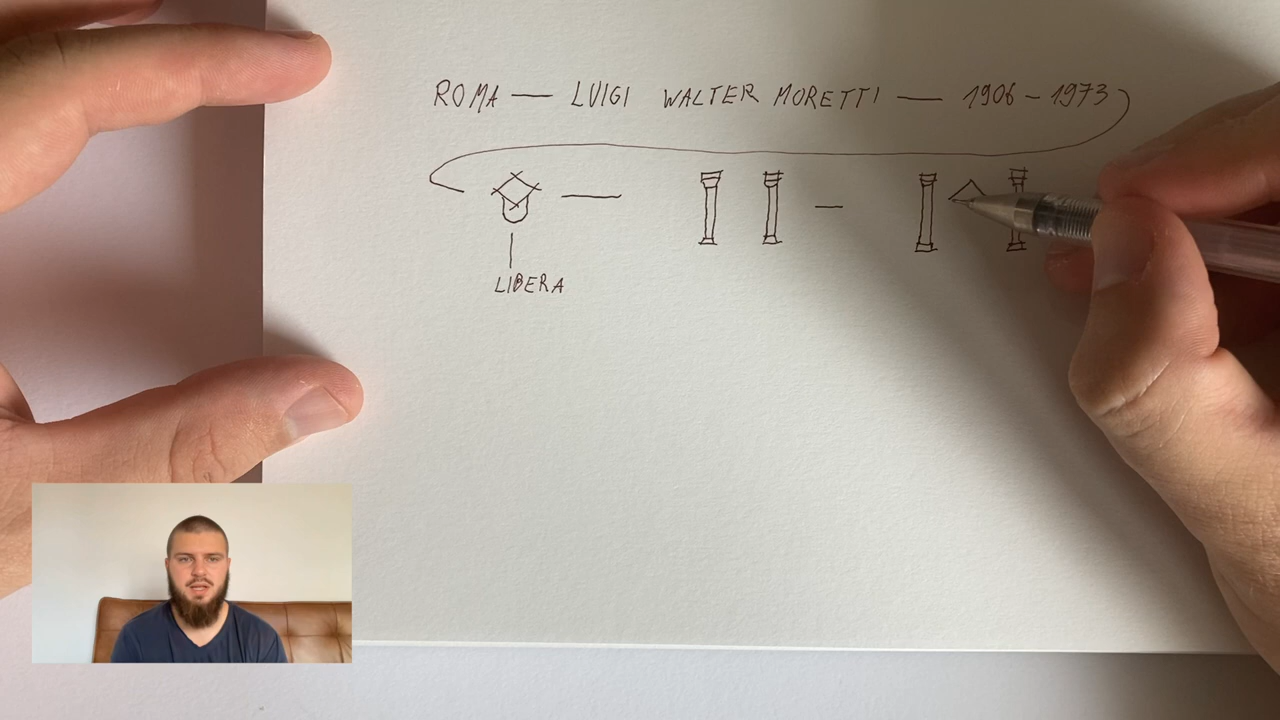 ROMA — LUIGI WALTER MORETTI — 1906 - 1973
LIBERA